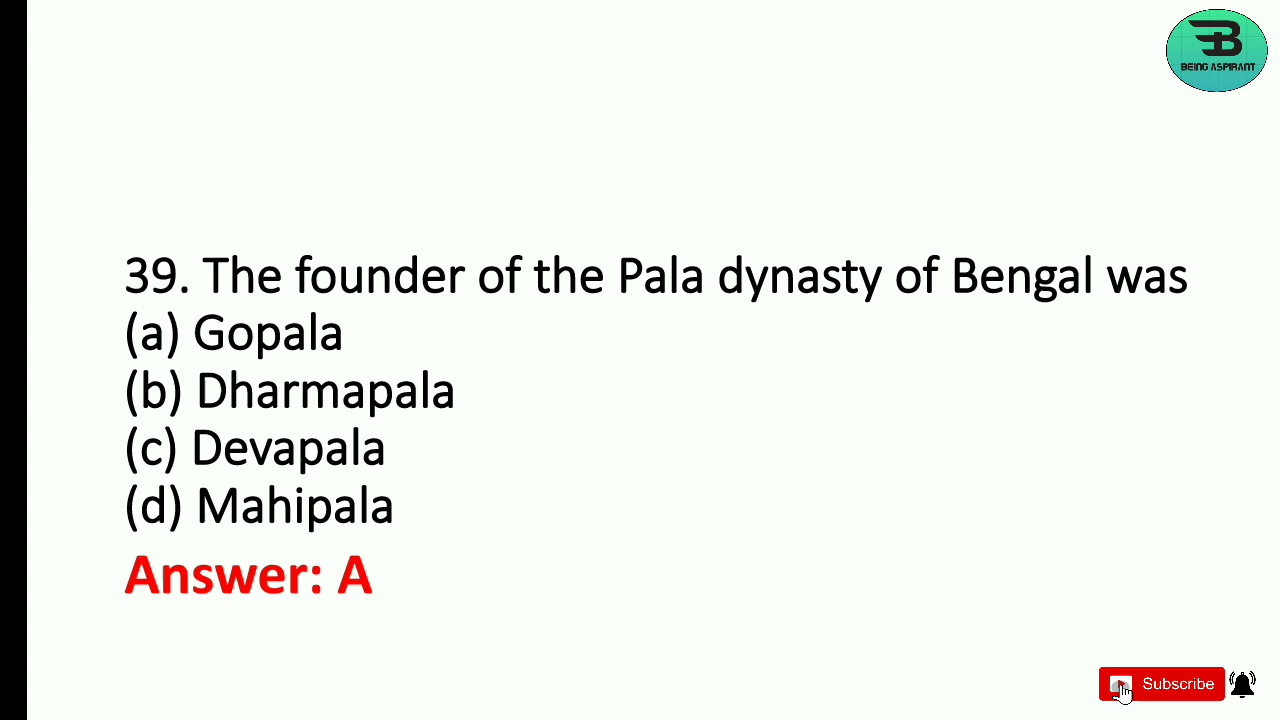 BEING ASPIRANT
39. The founder of the Pala dynasty of Bengal was
(a) Gopala
(b) Dharmapala
(c) Devapala
(d) Mahipala
Answer: A
Subscribe